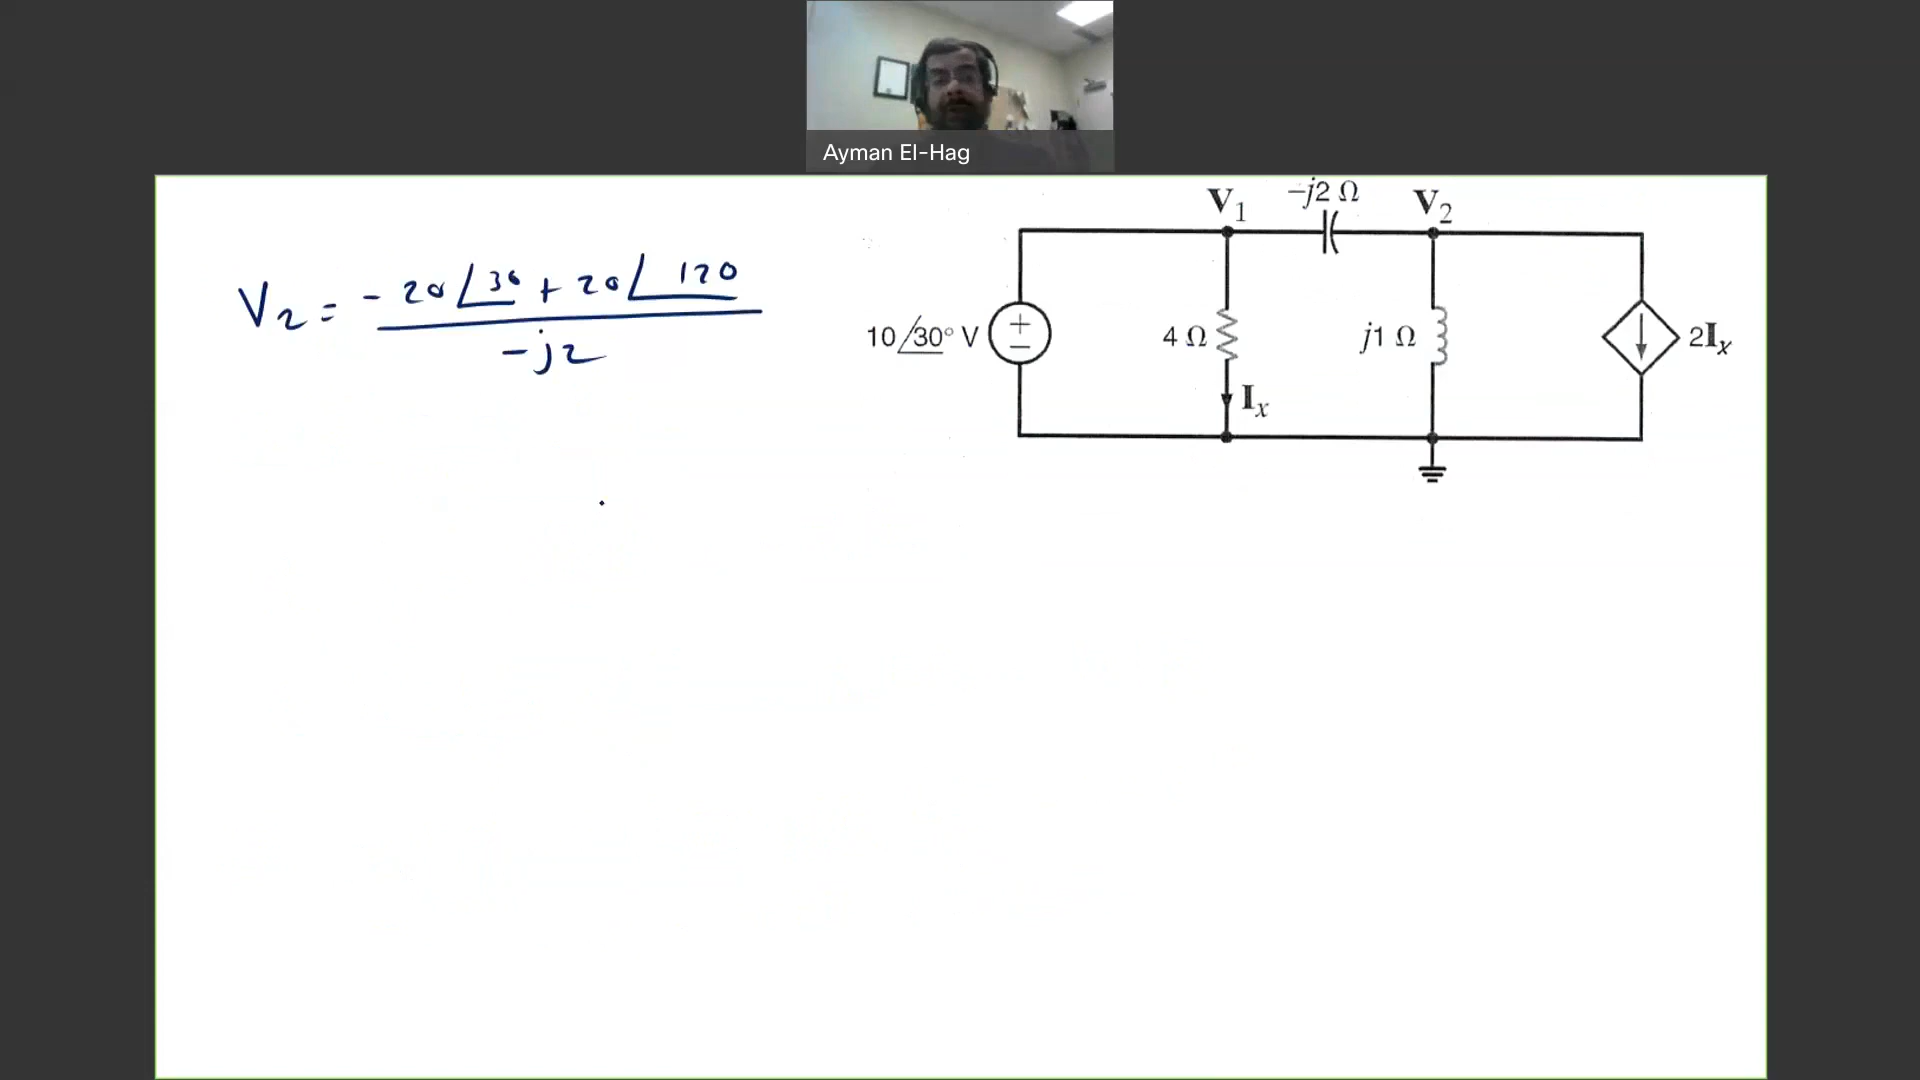 Ayman El-Hag
V₂ = - 20∠30 + 20∠120
-j2
V₁
-j2 Ω
V₂
10/30° V
+
−
4 Ω
j1 Ω
2Iₓ
Iₓ